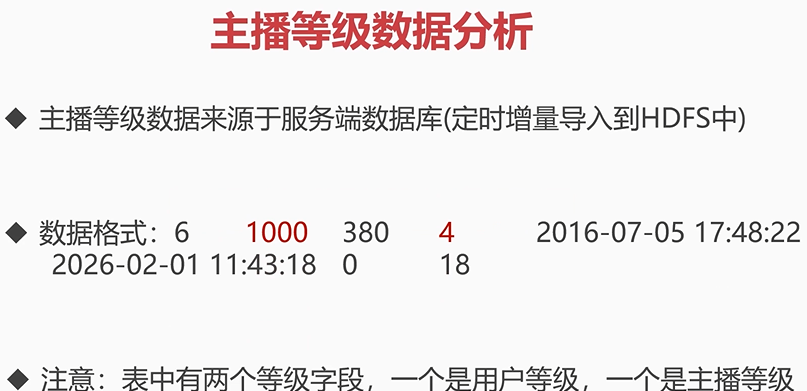 主播等级数据分析
◆ 主播等级数据来源于服务端数据库(定时增量导入到HDFS中)
◆ 数据格式：6 1000 380 4 2016-07-05 17:48:22
2026-02-01 11:43:18 0 18
◆ 注意：表中有两个等级字段，一个是用户等级，一个是主播等级